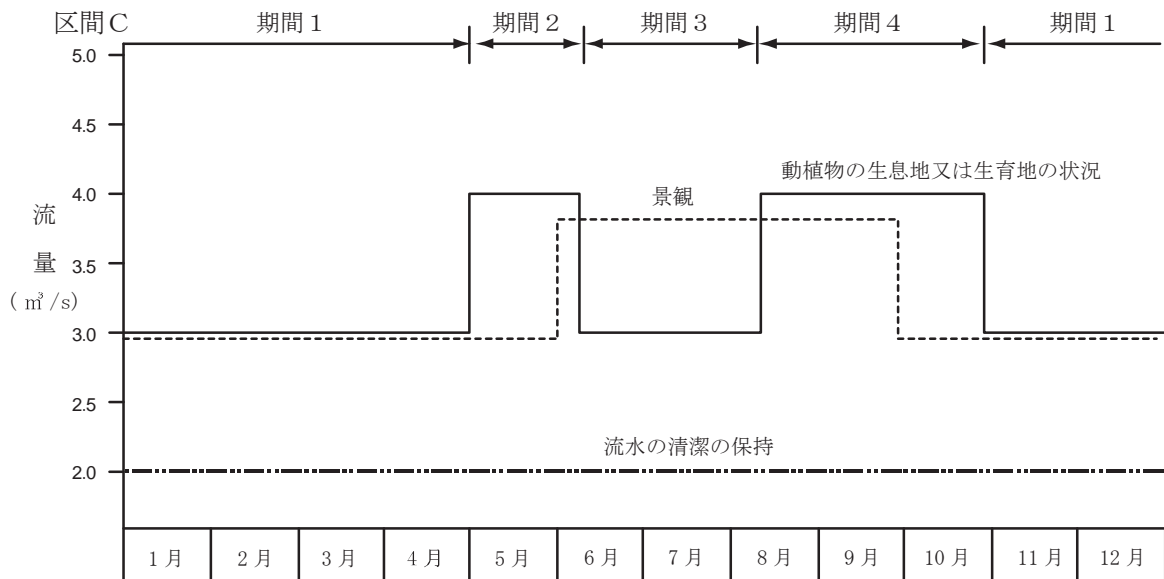 区間C
期間1 期間2 期間3 期間4 期間1
5.0
4.5
動植物の生息地又は生育地の状況
4.0
景観
流量
(㎥/s)
3.5
3.0
2.5
流水の清潔の保持
2.0
1月 2月 3月 4月 5月 6月 7月 8月 9月 10月 11月 12月